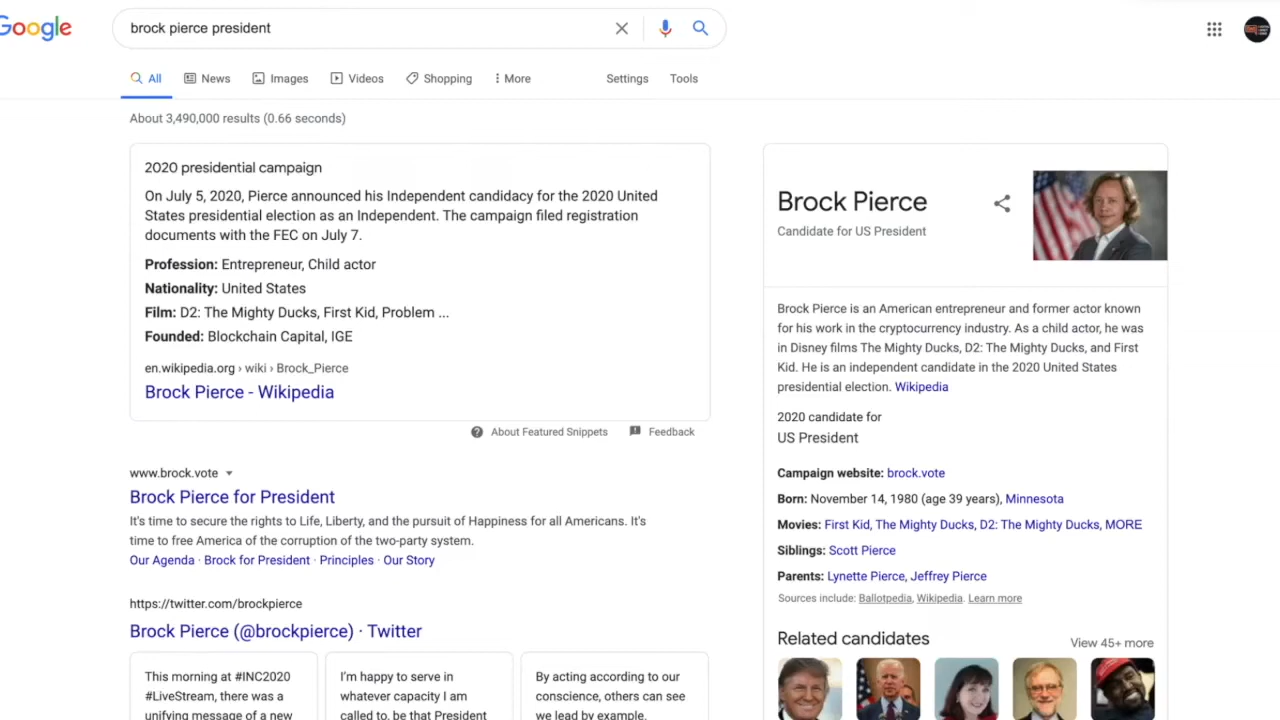 Google
brock pierce president
All
News
Images
Videos
Shopping
More
Settings
Tools
About 3,490,000 results (0.66 seconds)
2020 presidential campaign
On July 5, 2020, Pierce announced his Independent candidacy for the 2020 United
States presidential election as an Independent. The campaign filed registration
documents with the FEC on July 7.
Profession: Entrepreneur, Child actor
Nationality: United States
Film: D2: The Mighty Ducks, First Kid, Problem ...
Founded: Blockchain Capital, IGE
en.wikipedia.org › wiki › Brock_Pierce
Brock Pierce - Wikipedia
About Featured Snippets
Feedback
www.brock.vote
Brock Pierce for President
It's time to secure the rights to Life, Liberty, and the pursuit of Happiness for all Americans. It's
time to free America of the corruption of the two-party system.
Our Agenda · Brock for President · Principles · Our Story
https://twitter.com/brockpierce
Brock Pierce (@brockpierce) · Twitter
This morning at #INC2020
#LiveStream, there was a
unifying message of a new
I'm happy to serve in
whatever capacity I am
called to, be that President
By acting according to our
conscience, others can see
we lead by example.
Brock Pierce
Candidate for US President
Brock Pierce is an American entrepreneur and former actor known
for his work in the cryptocurrency industry. As a child actor, he was
in Disney films The Mighty Ducks, D2: The Mighty Ducks, and First
Kid. He is an independent candidate in the 2020 United States
presidential election. Wikipedia
2020 candidate for
US President
Campaign website: brock.vote
Born: November 14, 1980 (age 39 years), Minnesota
Movies: First Kid, The Mighty Ducks, D2: The Mighty Ducks, MORE
Siblings: Scott Pierce
Parents: Lynette Pierce, Jeffrey Pierce
Sources include: Ballotpedia, Wikipedia. Learn more
Related candidates
View 45+ more